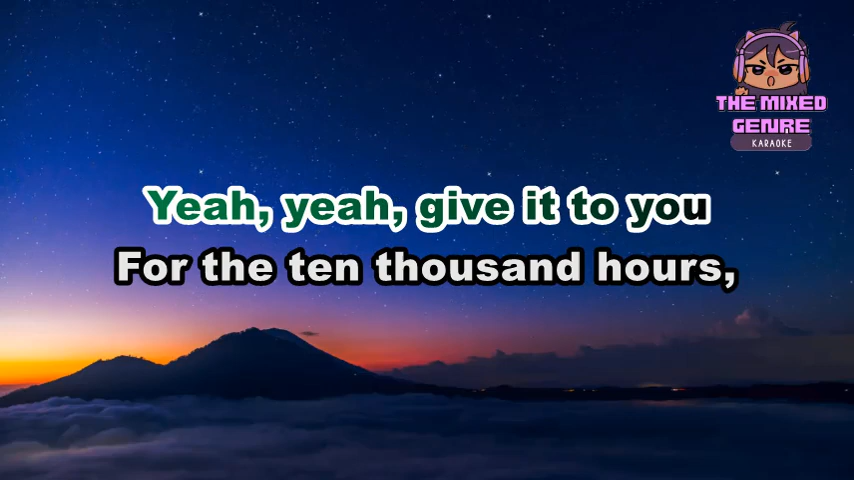 THE MIXED
GENRE
KARAOKE
Yeah, yeah, give it to you
For the ten thousand hours,